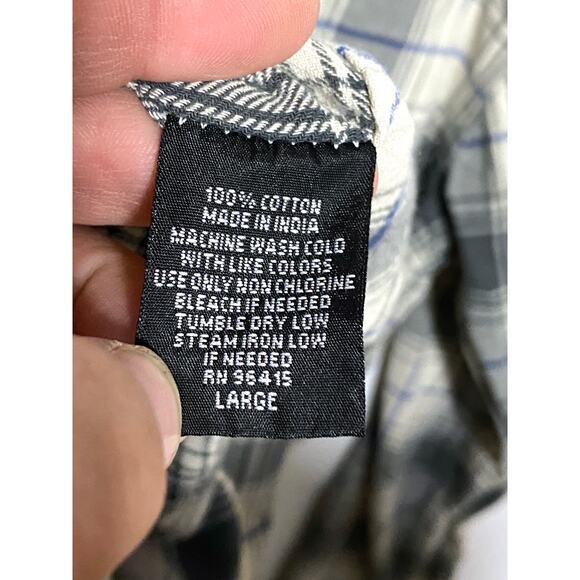 100% COTTON
MADE IN INDIA
MACHINE WASH COLD
WITH LIKE COLORS
USE ONLY NON CHLORINE
BLEACH IF NEEDED
TUMBLE DRY LOW
STEAM IRON LOW
IF NEEDED
RN 96415
LARGE